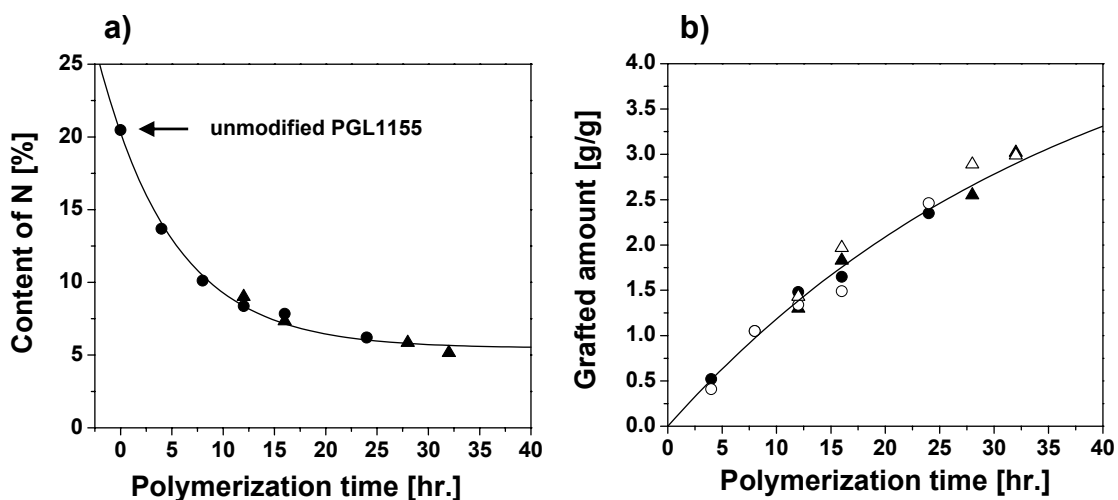 a)
Content of N [%]
25
20
15
10
5
0
unmodified PGL1155
0 5 10 15 20 25 30 35 40
Polymerization time [hr.]
b)
Grafted amount [g/g]
4.0
3.5
3.0
2.5
2.0
1.5
1.0
0.5
0.0
0 5 10 15 20 25 30 35 40
Polymerization time [hr.]